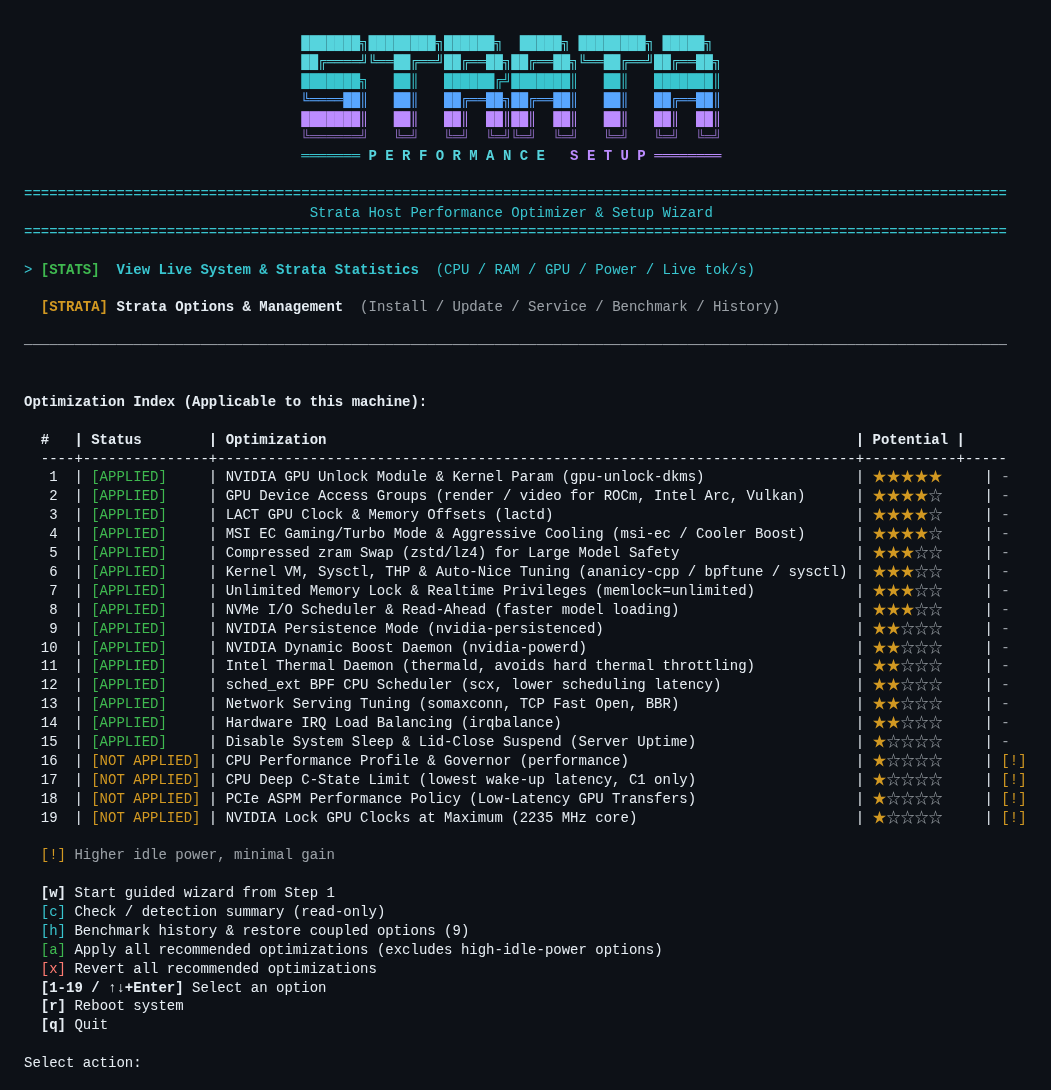 STRATA
PERFORMANCE SETUP
Strata Host Performance Optimizer & Setup Wizard
> [STATS]  View Live System & Strata Statistics  (CPU / RAM / GPU / Power / Live tok/s)
[STRATA] Strata Options & Management  (Install / Update / Service / Benchmark / History)
Optimization Index (Applicable to this machine):
#   | Status        | Optimization | Potential |
1  | [APPLIED]     | NVIDIA GPU Unlock Module & Kernel Param (gpu-unlock-dkms) | ★★★★★ | -
2  | [APPLIED]     | GPU Device Access Groups (render / video for ROCm, Intel Arc, Vulkan) | ★★★★☆ | -
3  | [APPLIED]     | LACT GPU Clock & Memory Offsets (lactd) | ★★★★☆ | -
4  | [APPLIED]     | MSI EC Gaming/Turbo Mode & Aggressive Cooling (msi-ec / Cooler Boost) | ★★★★☆ | -
5  | [APPLIED]     | Compressed zram Swap (zstd/lz4) for Large Model Safety | ★★★☆☆ | -
6  | [APPLIED]     | Kernel VM, Sysctl, THP & Auto-Nice Tuning (ananicy-cpp / bpftune / sysctl) | ★★★☆☆ | -
7  | [APPLIED]     | Unlimited Memory Lock & Realtime Privileges (memlock=unlimited) | ★★★☆☆ | -
8  | [APPLIED]     | NVMe I/O Scheduler & Read-Ahead (faster model loading) | ★★★☆☆ | -
9  | [APPLIED]     | NVIDIA Persistence Mode (nvidia-persistenced) | ★★☆☆☆ | -
10  | [APPLIED]     | NVIDIA Dynamic Boost Daemon (nvidia-powerd) | ★★☆☆☆ | -
11  | [APPLIED]     | Intel Thermal Daemon (thermald, avoids hard thermal throttling) | ★★☆☆☆ | -
12  | [APPLIED]     | sched_ext BPF CPU Scheduler (scx, lower scheduling latency) | ★★☆☆☆ | -
13  | [APPLIED]     | Network Serving Tuning (somaxconn, TCP Fast Open, BBR) | ★★☆☆☆ | -
14  | [APPLIED]     | Hardware IRQ Load Balancing (irqbalance) | ★★☆☆☆ | -
15  | [APPLIED]     | Disable System Sleep & Lid-Close Suspend (Server Uptime) | ★☆☆☆☆ | -
16  | [NOT APPLIED] | CPU Performance Profile & Governor (performance) | ★☆☆☆☆ | [!]
17  | [NOT APPLIED] | CPU Deep C-State Limit (lowest wake-up latency, C1 only) | ★☆☆☆☆ | [!]
18  | [NOT APPLIED] | PCIe ASPM Performance Policy (Low-Latency GPU Transfers) | ★☆☆☆☆ | [!]
19  | [NOT APPLIED] | NVIDIA Lock GPU Clocks at Maximum (2235 MHz core) | ★☆☆☆☆ | [!]
[!] Higher idle power, minimal gain
[w] Start guided wizard from Step 1
[c] Check / detection summary (read-only)
[h] Benchmark history & restore coupled options (9)
[a] Apply all recommended optimizations (excludes high-idle-power options)
[x] Revert all recommended optimizations
[1-19 / ↑↓+Enter] Select an option
[r] Reboot system
[q] Quit
Select action: